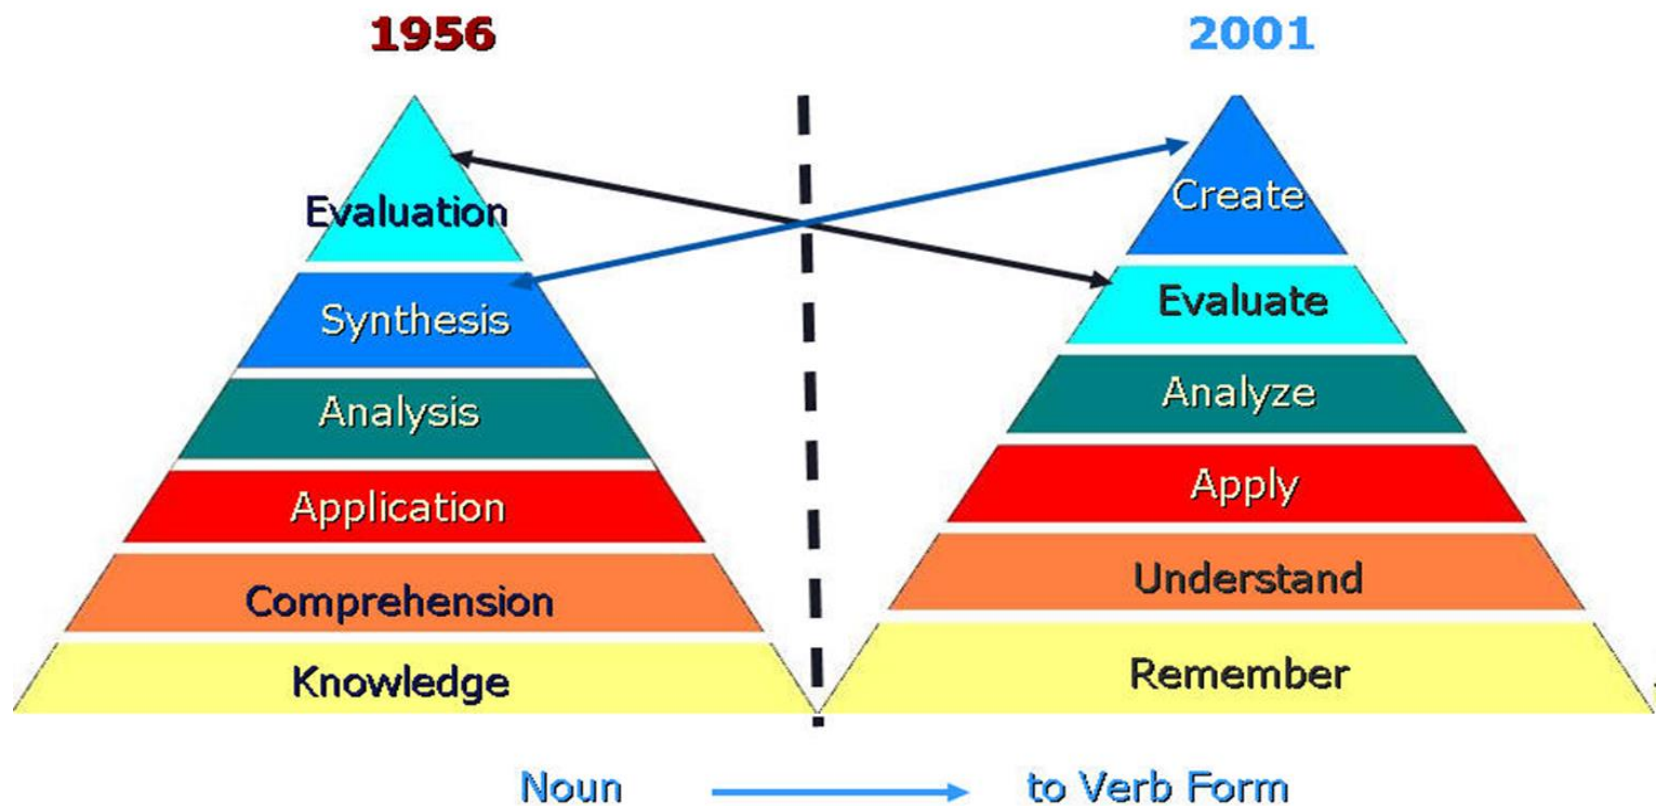 1956
Evaluation
Synthesis
Analysis
Application
Comprehension
Knowledge
2001
Create
Evaluate
Analyze
Apply
Understand
Remember
Noun to Verb Form